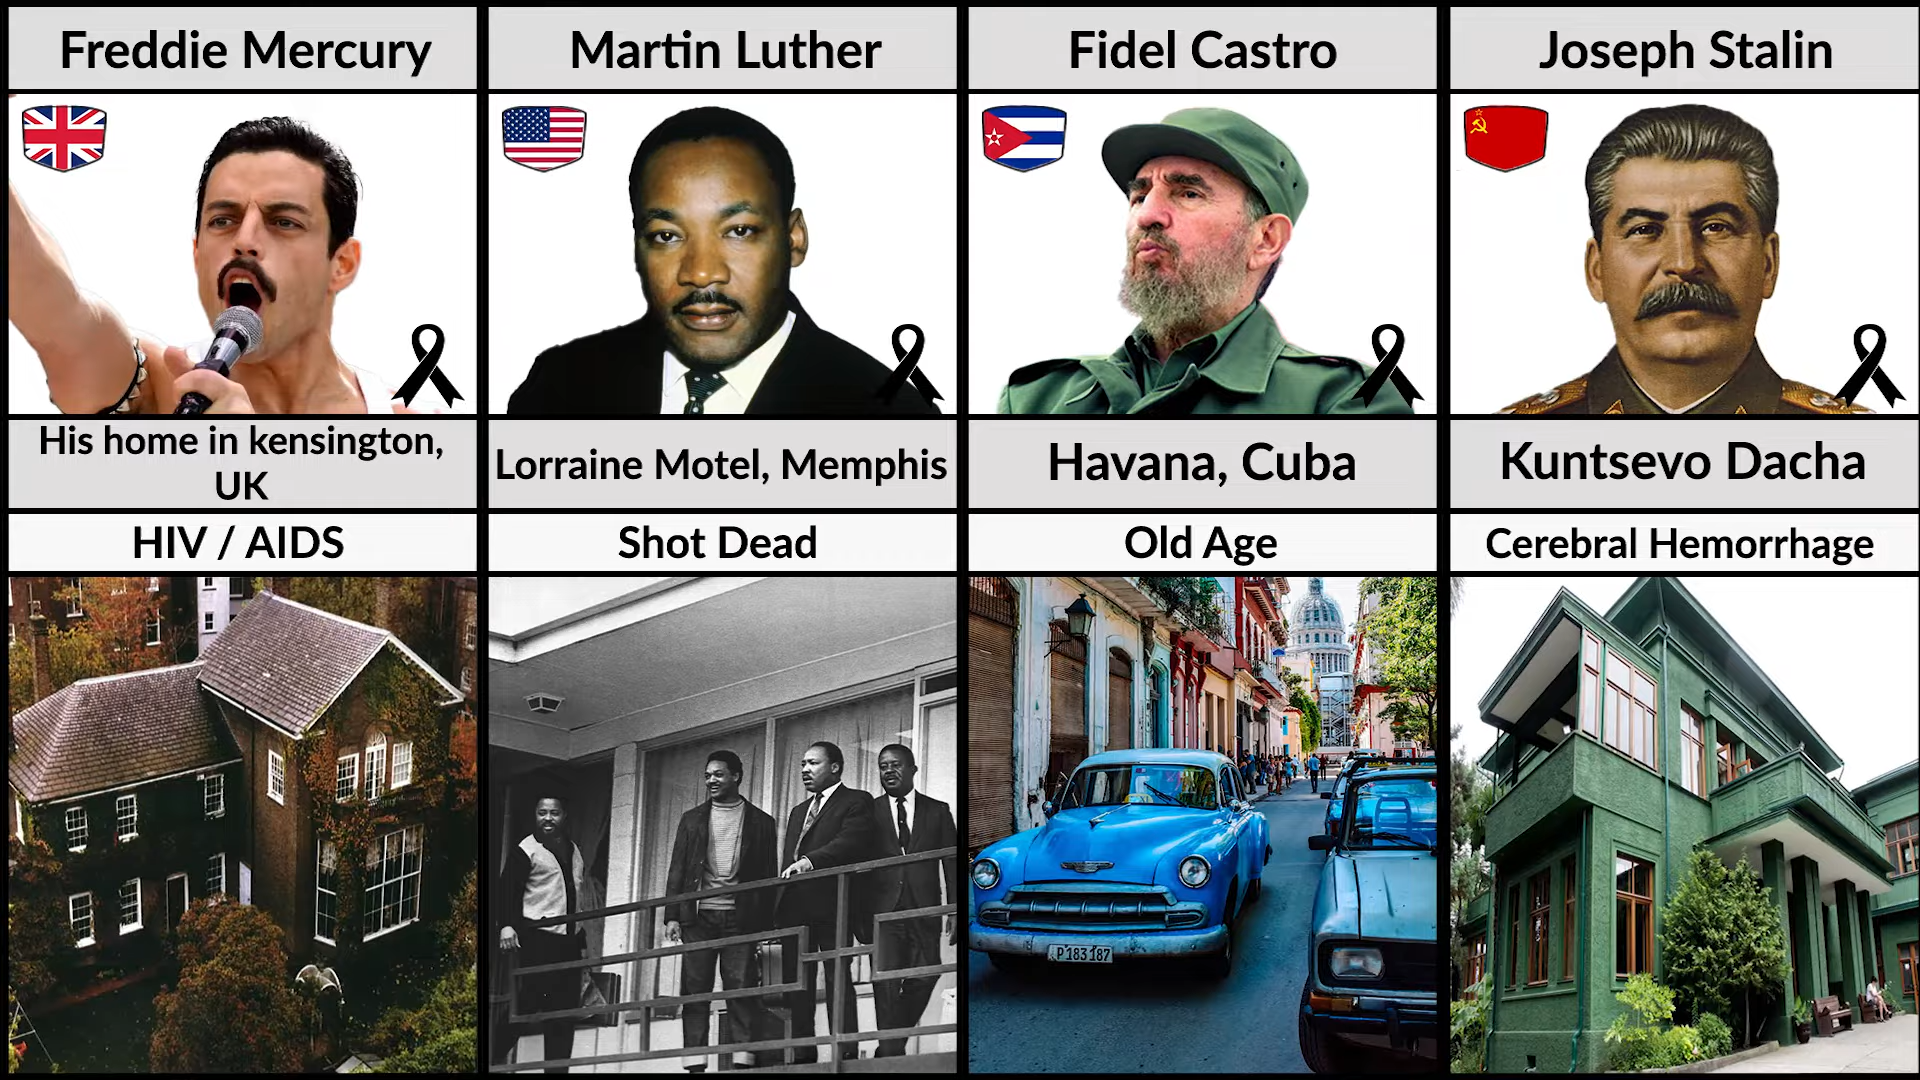 Freddie Mercury
Martin Luther
Fidel Castro
Joseph Stalin
His home in kensington,
UK
Lorraine Motel, Memphis
Havana, Cuba
Kuntsevo Dacha
HIV / AIDS
Shot Dead
Old Age
Cerebral Hemorrhage
P183187